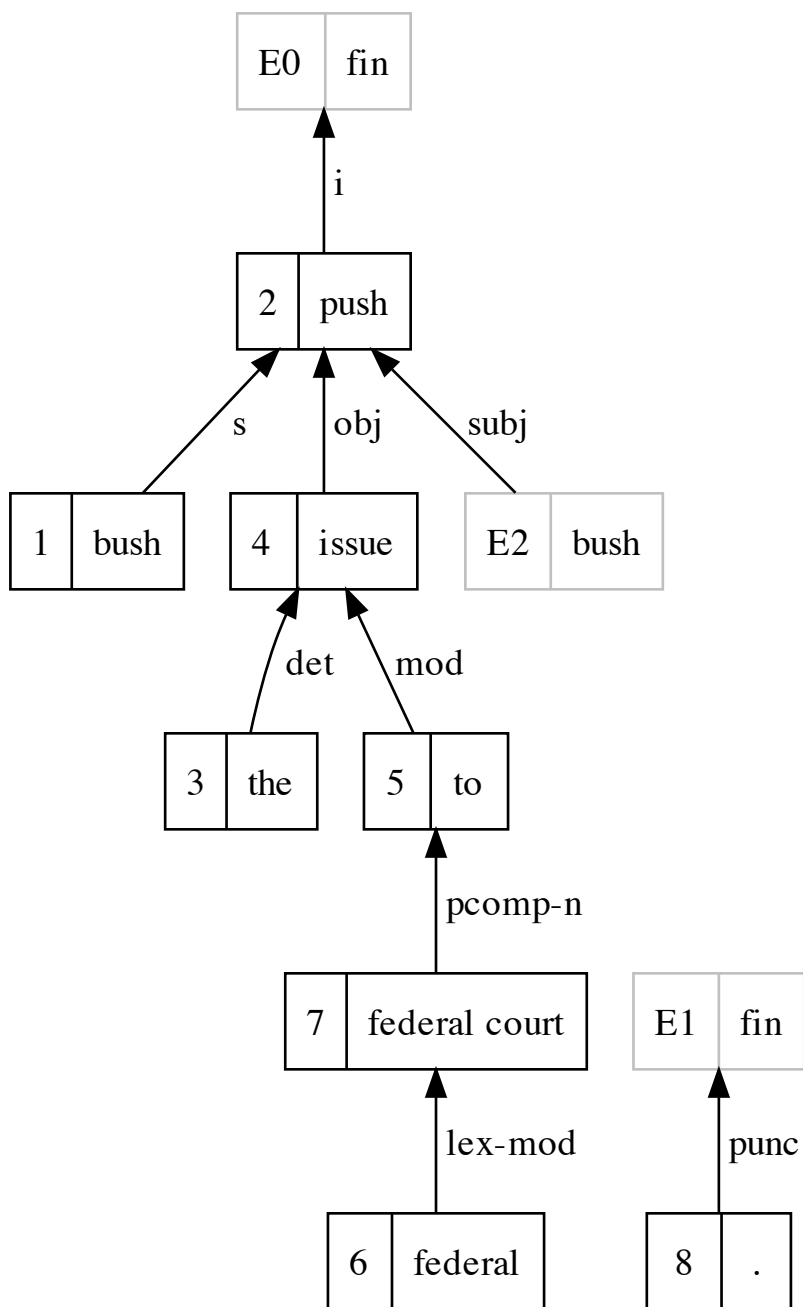 E0 fin
i
2 push
s obj subj
1 bush 4 issue E2 bush
det mod
3 the 5 to
pcomp-n
7 federal court E1 fin
lex-mod punc
6 federal 8 .